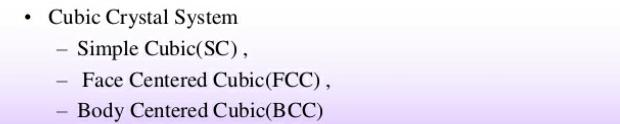 • Cubic Crystal System
– Simple Cubic(SC) ,
– Face Centered Cubic(FCC) ,
– Body Centered Cubic(BCC)